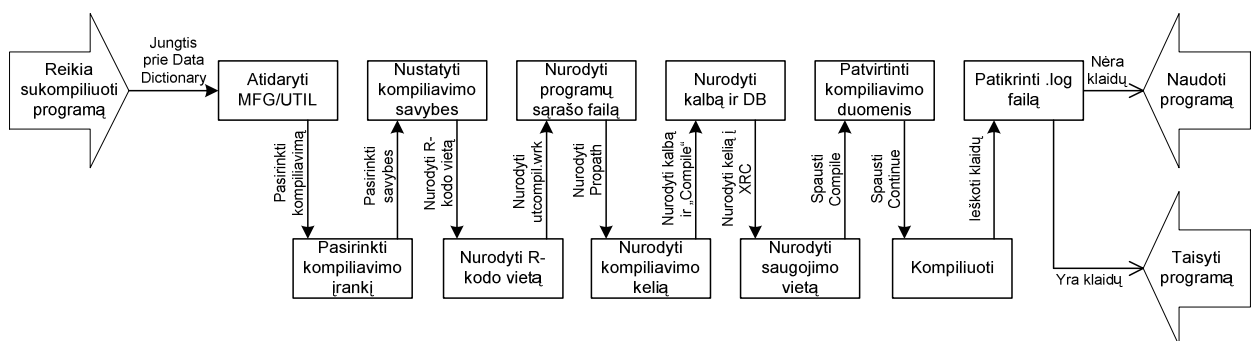 Reikia
sukompiliuoti
programą
Jungtis
prie Data
Dictionary
Atidaryti
MFG/UTIL
Pasirinkti
kompiliavimą
Pasirinkti
kompiliavimo
įrankį
Pasirinkti
savybes
Nustatyti
kompiliavimo
savybes
Nurodyti R-
kodo vietą
Nurodyti R-
kodo vietą
Nurodyti
utcompil.wrk
Nurodyti
programų
sąrašo failą
Nurodyti
Propath
Nurodyti
kompiliavimo
kelią
Nurodyti kalbą
ir „Compile“
Nurodyti
kalbą ir DB
Nurodyti kelią į
XRC
Nurodyti
saugojimo
vietą
Spausti
Compile
Patvirtinti
kompiliavimo
duomenis
Spausti
Continue
Kompiliuoti
Ieškoti klaidų
Patikrinti .log
failą
Nėra
klaidų
Naudoti
programą
Yra klaidų
Taisyti
programą